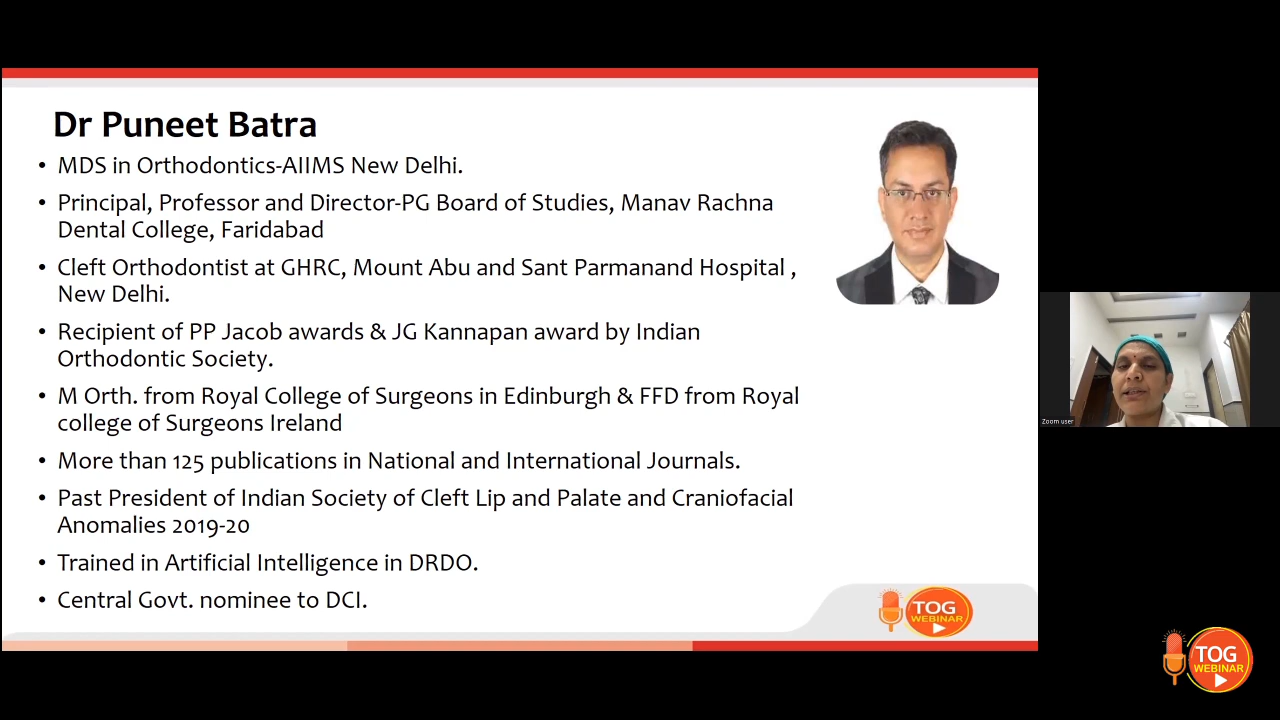 Dr Puneet Batra
• MDS in Orthodontics-AIIMS New Delhi.
• Principal, Professor and Director-PG Board of Studies, Manav Rachna
Dental College, Faridabad
• Cleft Orthodontist at GHRC, Mount Abu and Sant Parmanand Hospital ,
New Delhi.
• Recipient of PP Jacob awards & JG Kannapan award by Indian
Orthodontic Society.
• M Orth. from Royal College of Surgeons in Edinburgh & FFD from Royal
college of Surgeons Ireland
• More than 125 publications in National and International Journals.
• Past President of Indian Society of Cleft Lip and Palate and Craniofacial
Anomalies 2019-20
• Trained in Artificial Intelligence in DRDO.
• Central Govt. nominee to DCI.
TOG
WEBINAR
Zoom user
TOG
WEBINAR